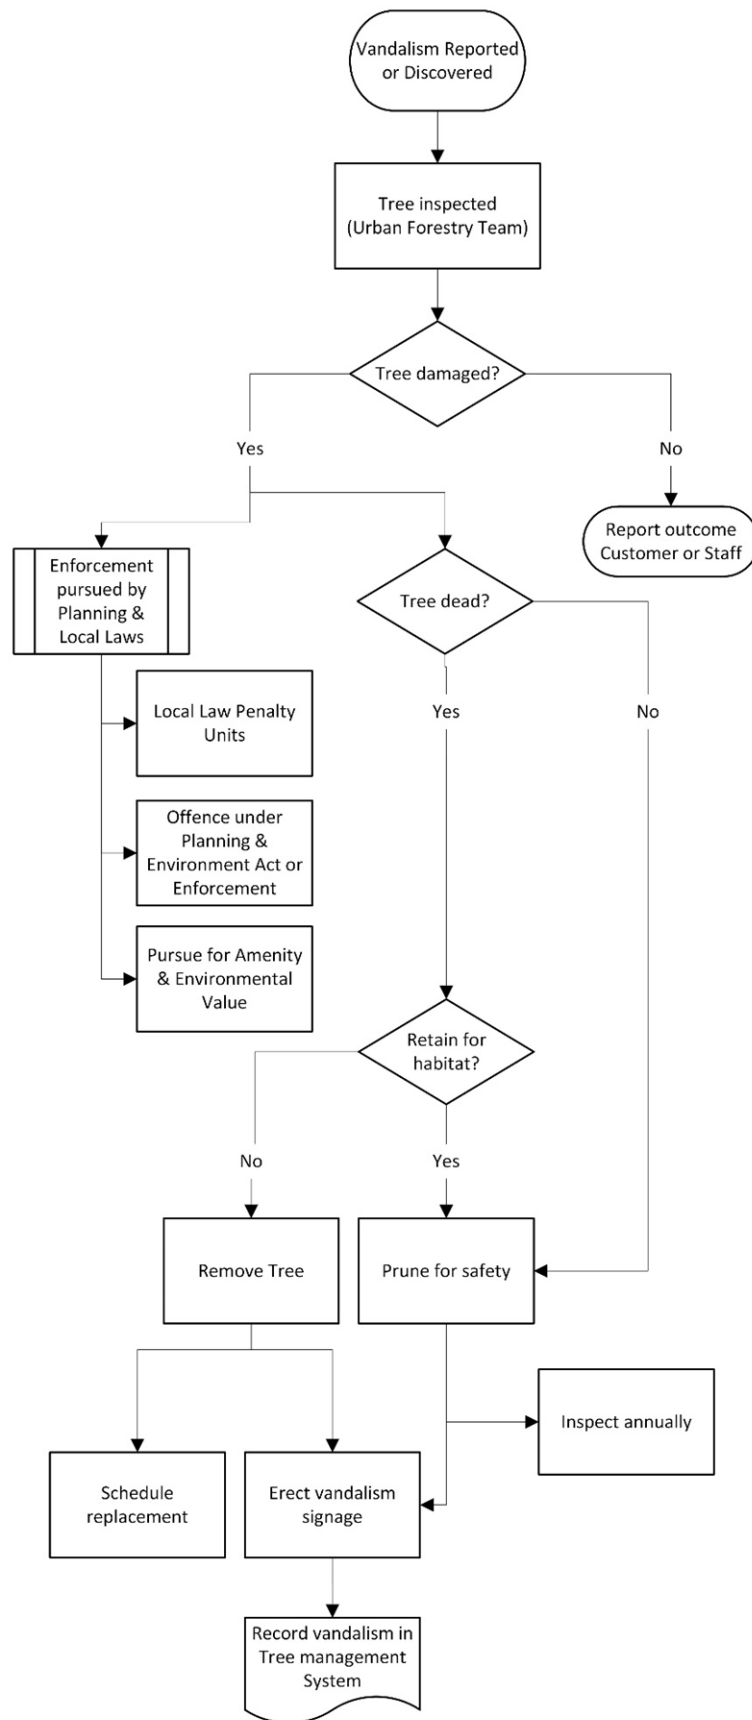 Vandalism Reported
or Discovered
Tree inspected
(Urban Forestry Team)
Tree damaged?
Yes
No
Report outcome
Customer or Staff
Enforcement
pursued by
Planning &
Local Laws
Tree dead?
Local Law Penalty
Units
Yes
No
Offence under
Planning &
Environment Act or
Enforcement
Pursue for Amenity
& Environmental
Value
Retain for
habitat?
No
Yes
Remove Tree
Prune for safety
Inspect annually
Schedule
replacement
Erect vandalism
signage
Record vandalism in
Tree management
System